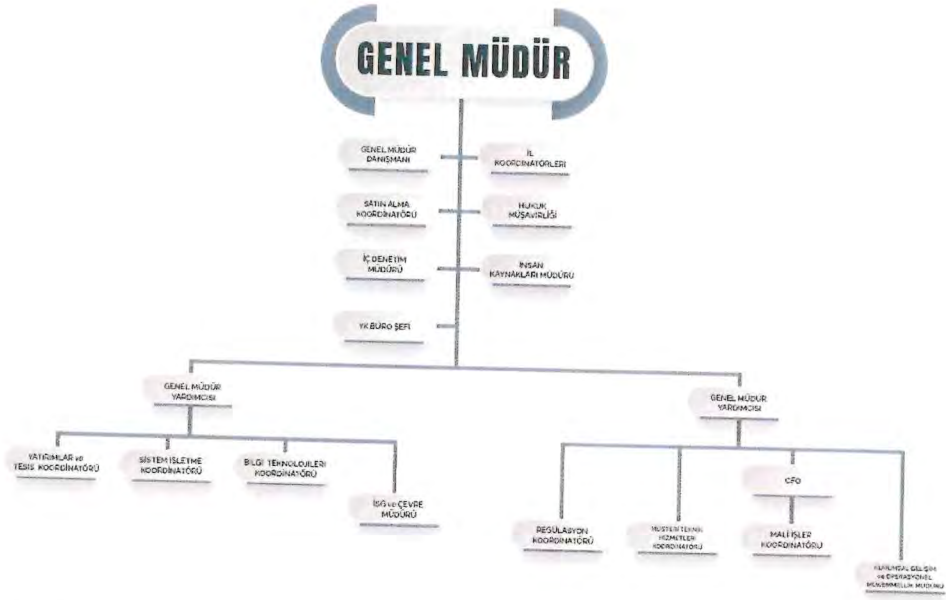 GENEL MÜDÜR
GENEL MÜDÜR
DANIŞMANI
İL
KOORDİNATÖRLERİ
SATIN ALMA
KOORDİNATÖRÜ
HUKUK
MÜŞAVİRLİĞİ
İÇ DENETİM
MÜDÜRÜ
İNSAN
KAYNAKLARI MÜDÜRÜ
YK BÜRO ŞEFİ
GENEL MÜDÜR
YARDIMCISI
GENEL MÜDÜR
YARDIMCISI
YATIRIMLAR ve
TESİS KOORDİNATÖRÜ
SİSTEM İŞLETME
KOORDİNATÖRÜ
BİLGİ TEKNOLOJİLERİ
KOORDİNATÖRÜ
İSG ve ÇEVRE
MÜDÜRÜ
CFO
REGÜLASYON
KOORDİNATÖRÜ
MÜŞTERİ TEKNİK
HİZMETLER
KOORDİNATÖRÜ
MALİ İŞLER
KOORDİNATÖRÜ
KURUMSAL GELİŞİM
ve OPERASYONEL
MÜKEMMELLİK MÜDÜRÜ